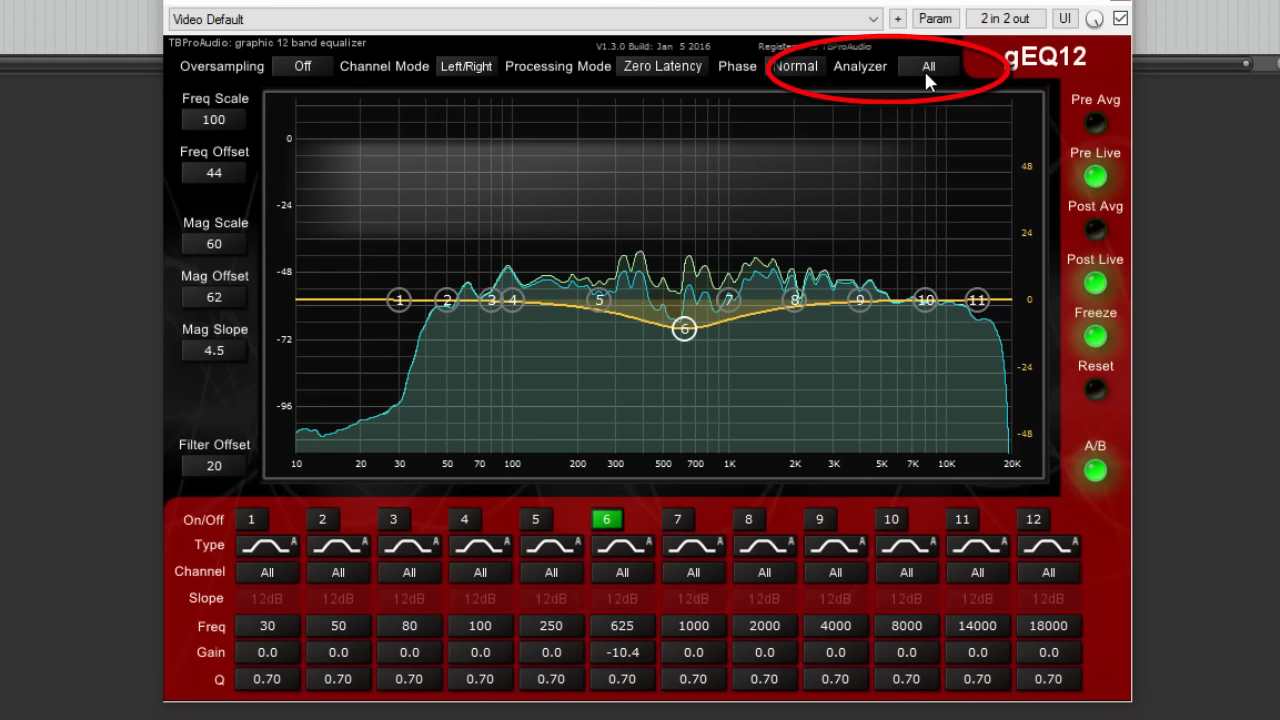 Video Default + Param 2 in 2 out UI
TBProAudio: graphic 12 band equalizer
V1.3.0 Build: Jan 5 2016 TBProAudio
Oversampling Off Channel Mode Left/Right Processing Mode Zero Latency Phase Normal Analyzer All gEQ12
Freq Scale
100
Freq Offset
44
Mag Scale
60
Mag Offset
62
Mag Slope
4.5
Filter Offset
20
0
-24
-48
-72
-96
48
24
0
-24
-48
1 2 3 4 5 6 7 8 9 10 11
10 20 30 50 70 100 200 300 500 700 1K 2K 3K 5K 7K 10K 20K
Pre Avg
Pre Live
Post Avg
Post Live
Freeze
Reset
A/B
On/Off 1 2 3 4 5 6 7 8 9 10 11 12
Type A A A A A A A A A A A A
Channel All All All All All All All All All All All All
Slope 12dB 12dB 12dB 12dB 12dB 12dB 12dB 12dB 12dB 12dB 12dB 12dB
Freq 30 50 80 100 250 625 1000 2000 4000 8000 14000 18000
Gain 0.0 0.0 0.0 0.0 0.0 -10.4 0.0 0.0 0.0 0.0 0.0 0.0
Q 0.70 0.70 0.70 0.70 0.70 0.70 0.70 0.70 0.70 0.70 0.70 0.70